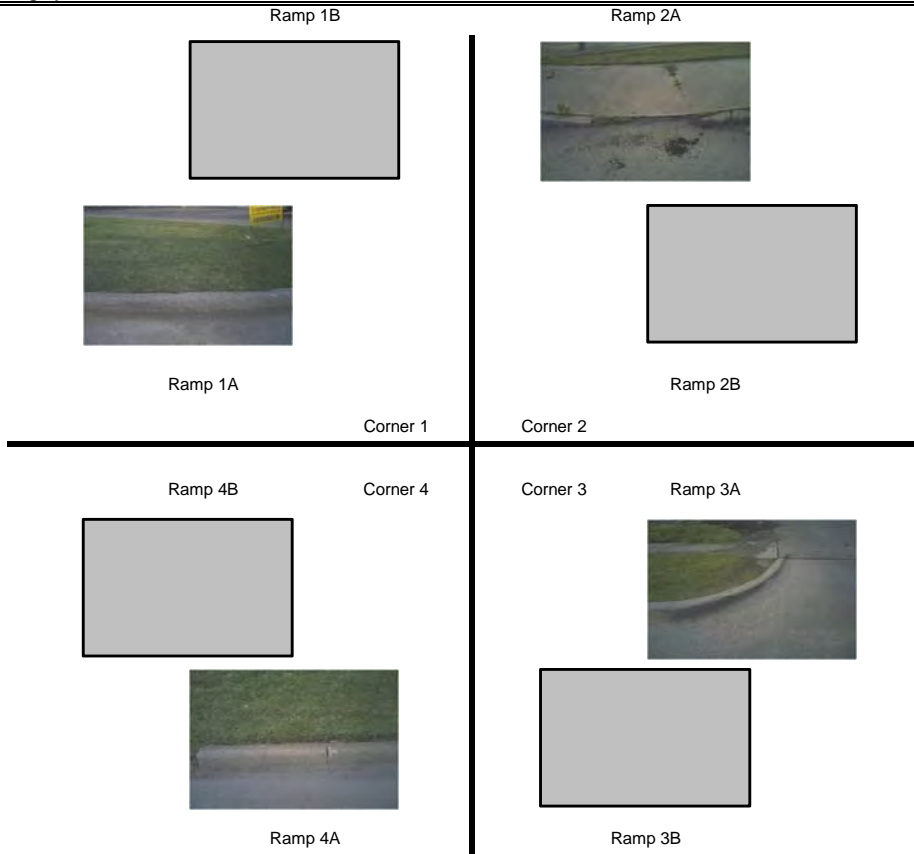 Ramp 1B
Ramp 2A
Ramp 1A
Ramp 2B
Corner 1
Corner 2
Ramp 4B
Corner 4
Corner 3
Ramp 3A
Ramp 4A
Ramp 3B